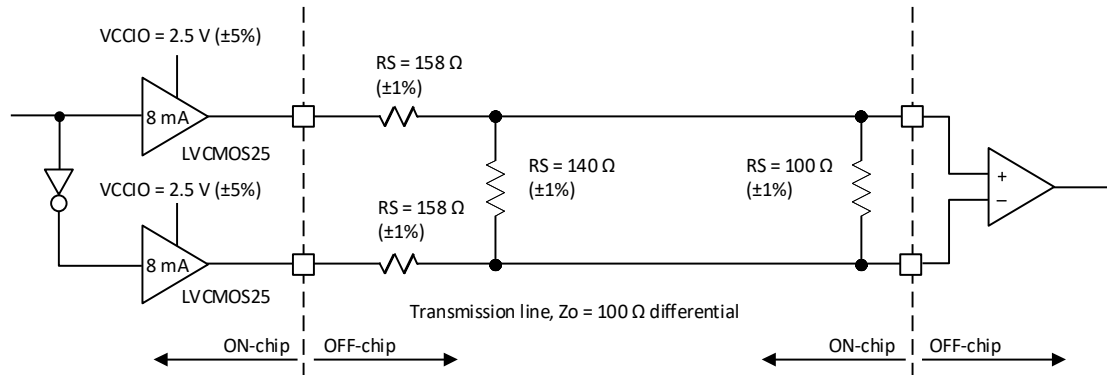 VCCIO = 2.5 V (±5%)
8 mA
LVCMOS25
VCCIO = 2.5 V (±5%)
8 mA
LVCMOS25
RS = 158 Ω
(±1%)
RS = 158 Ω
(±1%)
RS = 140 Ω
(±1%)
RS = 100 Ω
(±1%)
+
−
Transmission line, Zo = 100 Ω differential
ON-chip
OFF-chip
ON-chip
OFF-chip